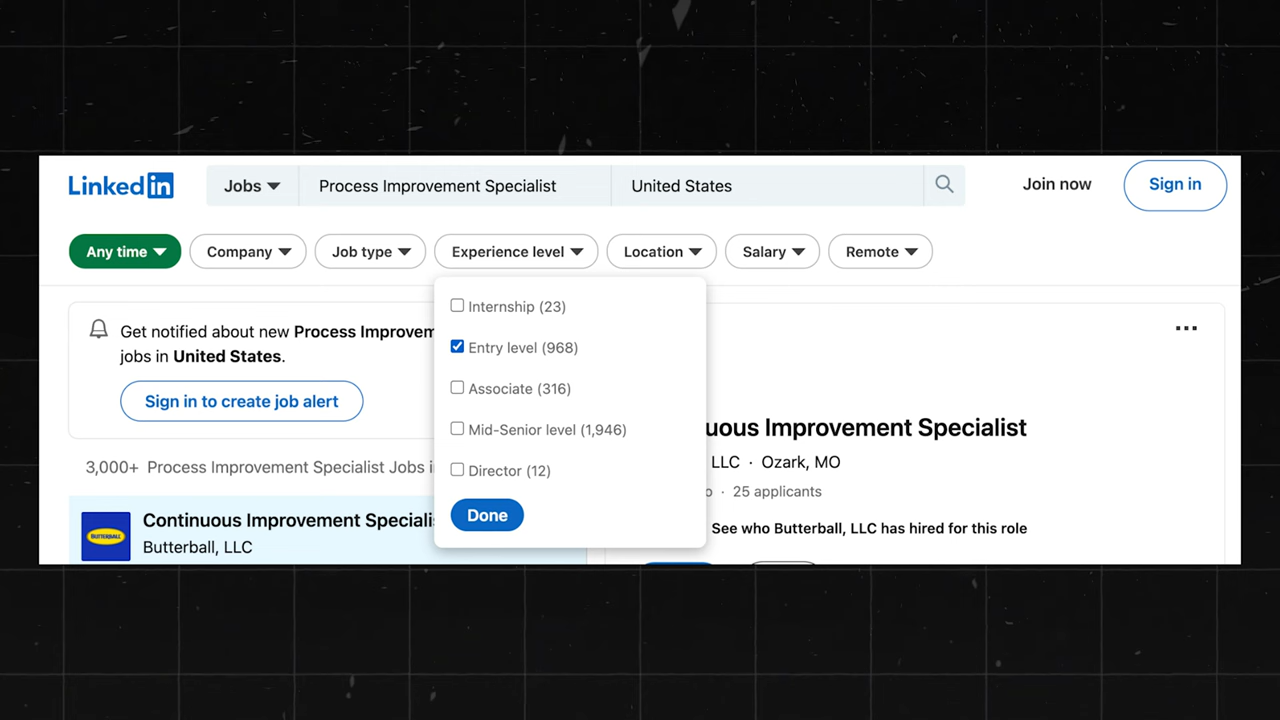 Linked in
Jobs
Process Improvement Specialist
United States
Join now
Sign in
Any time
Company
Job type
Experience level
Location
Salary
Remote
Internship (23)
Entry level (968)
Associate (316)
Mid-Senior level (1,946)
Director (12)
Done
Get notified about new Process Improvem
jobs in United States.
Sign in to create job alert
3,000+ Process Improvement Specialist Jobs i
BUTTERBALL
Continuous Improvement Speciali
Butterball, LLC
uous Improvement Specialist
LLC · Ozark, MO
o · 25 applicants
See who Butterball, LLC has hired for this role